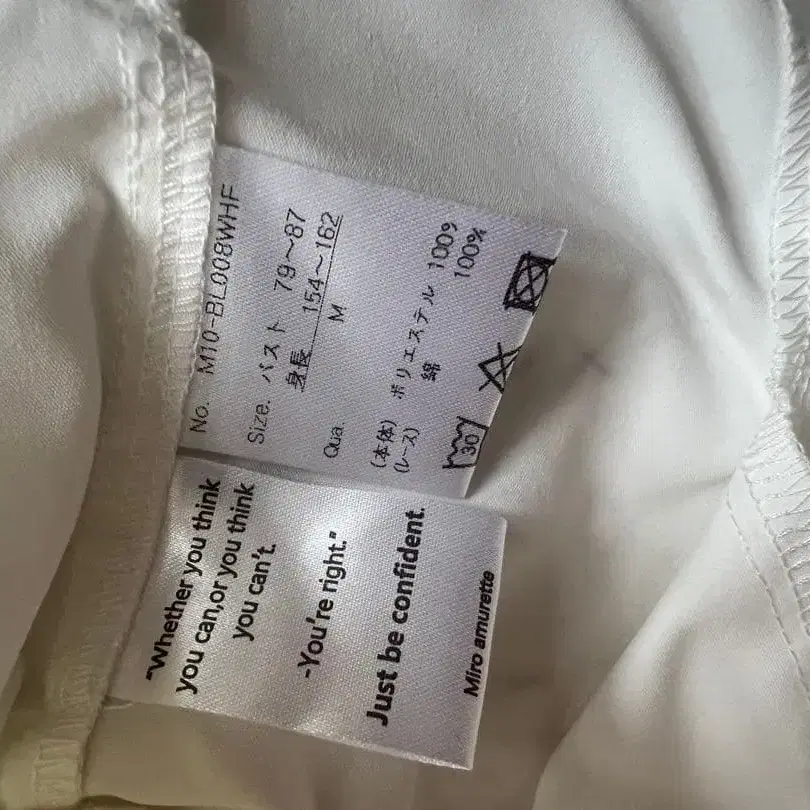 No. M10-BL008WHF
Size. バスト 79～87
身長 154～162
Qua. M
(本体) ポリエステル 100%
(レース) 綿 100%
30
"Whether you think
you can,or you think
you can't.
-You're right."
Just be confident.
Miro amurette